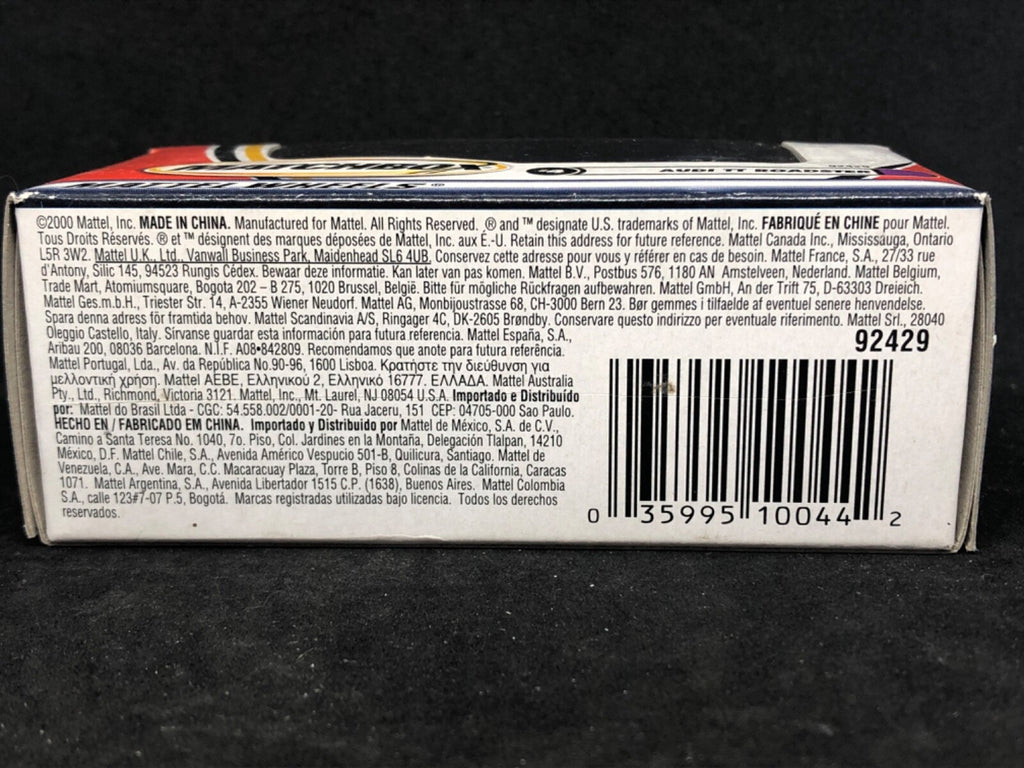 MATCHBOX
AUDI TT ROADSTER
MATTEL WHEELS®
©2000 Mattel, Inc. MADE IN CHINA. Manufactured for Mattel. All Rights Reserved. ® and ™ designate U.S. trademarks of Mattel, Inc. FABRIQUÉ EN CHINE pour Mattel.
Tous Droits Réservés. ® et ™ désignent des marques déposées de Mattel, Inc. aux É.-U. Retain this address for future reference. Mattel Canada Inc., Mississauga, Ontario
L5R 3W2. Mattel U.K., Ltd., Vanwall Business Park, Maidenhead SL6 4UB. Conservez cette adresse pour vous y référer en cas de besoin. Mattel France, S.A., 27/33 rue
d'Antony, Silic 145, 94523 Rungis Cédex. Bewaar deze informatie. Kan later van pas komen. Mattel B.V., Postbus 576, 1180 AN Amstelveen, Nederland. Mattel Belgium,
Trade Mart, Atomiumsquare, Bogota 202 – B 275, 1020 Brussel, België. Bitte für mögliche Rückfragen aufbewahren. Mattel GmbH, An der Trift 75, D-63303 Dreieich.
Mattel Ges.m.b.H., Triester Str. 14, A-2355 Wiener Neudorf. Mattel AG, Monbijoustrasse 68, CH-3000 Bern 23. Bør gemmes i tilfaelde af eventuel senere henvendelse.
Spara denna adress för framtida behov. Mattel Scandinavia A/S, Ringager 4C, DK-2605 Brøndby. Conservare questo indirizzo per eventuale riferimento. Mattel Srl., 28040
Oleggio Castello, Italy. Sírvanse guardar esta información para futura referencia. Mattel España, S.A.,
Aribau 200, 08036 Barcelona. N.I.F. A08•842809. Recomendamos que anote para futura referência.
Mattel Portugal, Lda., Av. da República No.90-96, 1600 Lisboa. Κρατήστε την διεύθυνση για
μελλοντική χρήση. Mattel ΑΕΒΕ, Ελληνικού 2, Ελληνικό 16777. ΕΛΛΑΔΑ. Mattel Australia
Pty., Ltd., Richmond, Victoria 3121. Mattel, Inc., Mt. Laurel, NJ 08054 U.S.A. Importado e Distribuído
por: Mattel do Brasil Ltda - CGC: 54.558.002/0001-20- Rua Jaceru, 151 CEP: 04705-000 Sao Paulo.
HECHO EN / FABRICADO EM CHINA. Importado y Distribuido por Mattel de México, S.A. de C.V.,
Camino a Santa Teresa No. 1040, 7o. Piso, Col. Jardines en la Montaña, Delegación Tlalpan, 14210
México, D.F. Mattel Chile, S.A., Avenida Américo Vespucio 501-B, Quilicura, Santiago. Mattel de
Venezuela, C.A., Ave. Mara, C.C. Macaracuay Plaza, Torre B, Piso 8, Colinas de la California, Caracas
1071. Mattel Argentina, S.A., Avenida Libertador 1515 C.P. (1638), Buenos Aires. Mattel Colombia
S.A., calle 123#7-07 P.5, Bogotá. Marcas registradas utilizadas bajo licencia. Todos los derechos
reservados.
92429
0 35995 10044 2